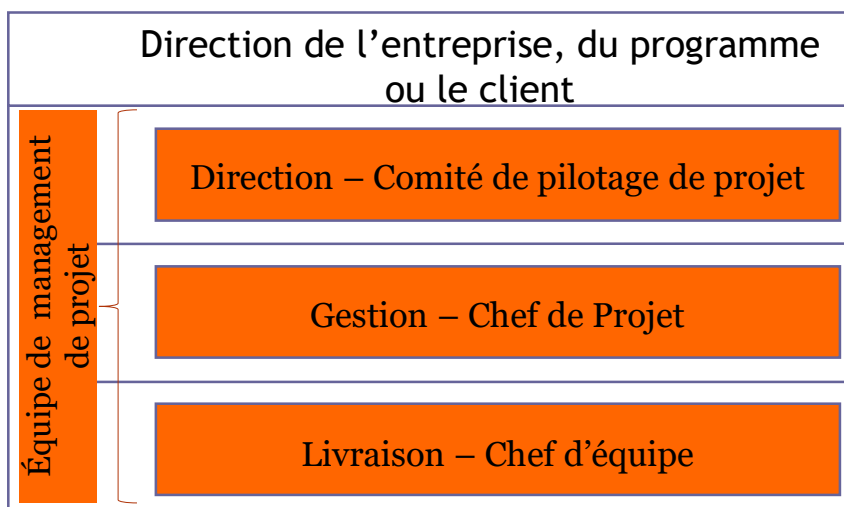 Direction de l’entreprise, du programme
ou le client
Équipe de management
de projet
Direction – Comité de pilotage de projet
Gestion – Chef de Projet
Livraison – Chef d’équipe